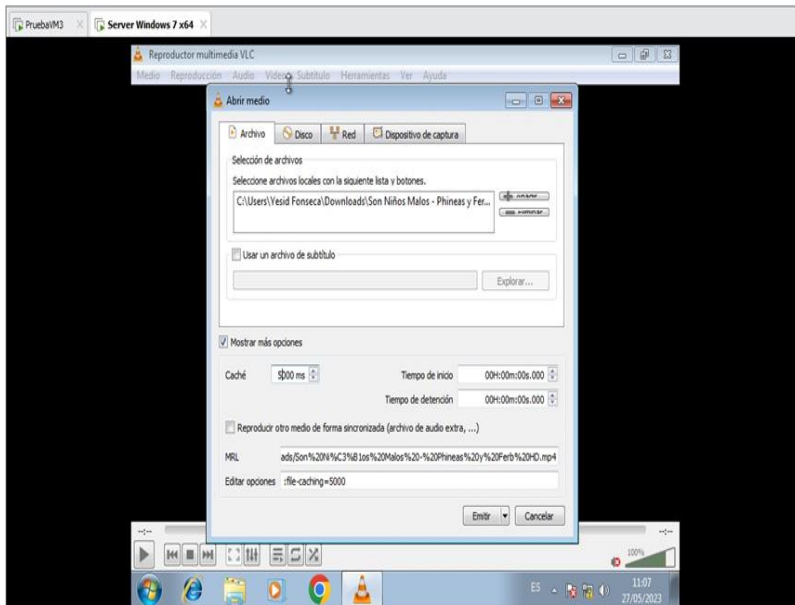 PruebaVM3
Server Windows 7 x64
Reproductor multimedia VLC
Medio Reproducción Audio Video Subtítulo Herramientas Ver Ayuda
Abrir medio
Archivo Disco Red Dispositivo de captura
Selección de archivos
Seleccione archivos locales con la siguiente lista y botones.
C:\Users\Yesid Fonseca\Downloads\Son Niños Malos - Phineas y Fer...
Usar un archivo de subtítulo
Explorar...
Mostrar más opciones
Caché 5000 ms Tiempo de inicio 00H:00m:00s.000
Tiempo de detención 00H:00m:00s.000
Reproducir otro medio de forma sincronizada (archivo de audio extra, ...)
MRL ads/Son%20Ni%C3%B1os%20Malos%20-%20Phineas%20y%20Ferb%20HD.mp4
Editar opciones :file-caching=5000
Emitir Cancelar
--:-- --:--
100%
ES 11:07
27/05/2023